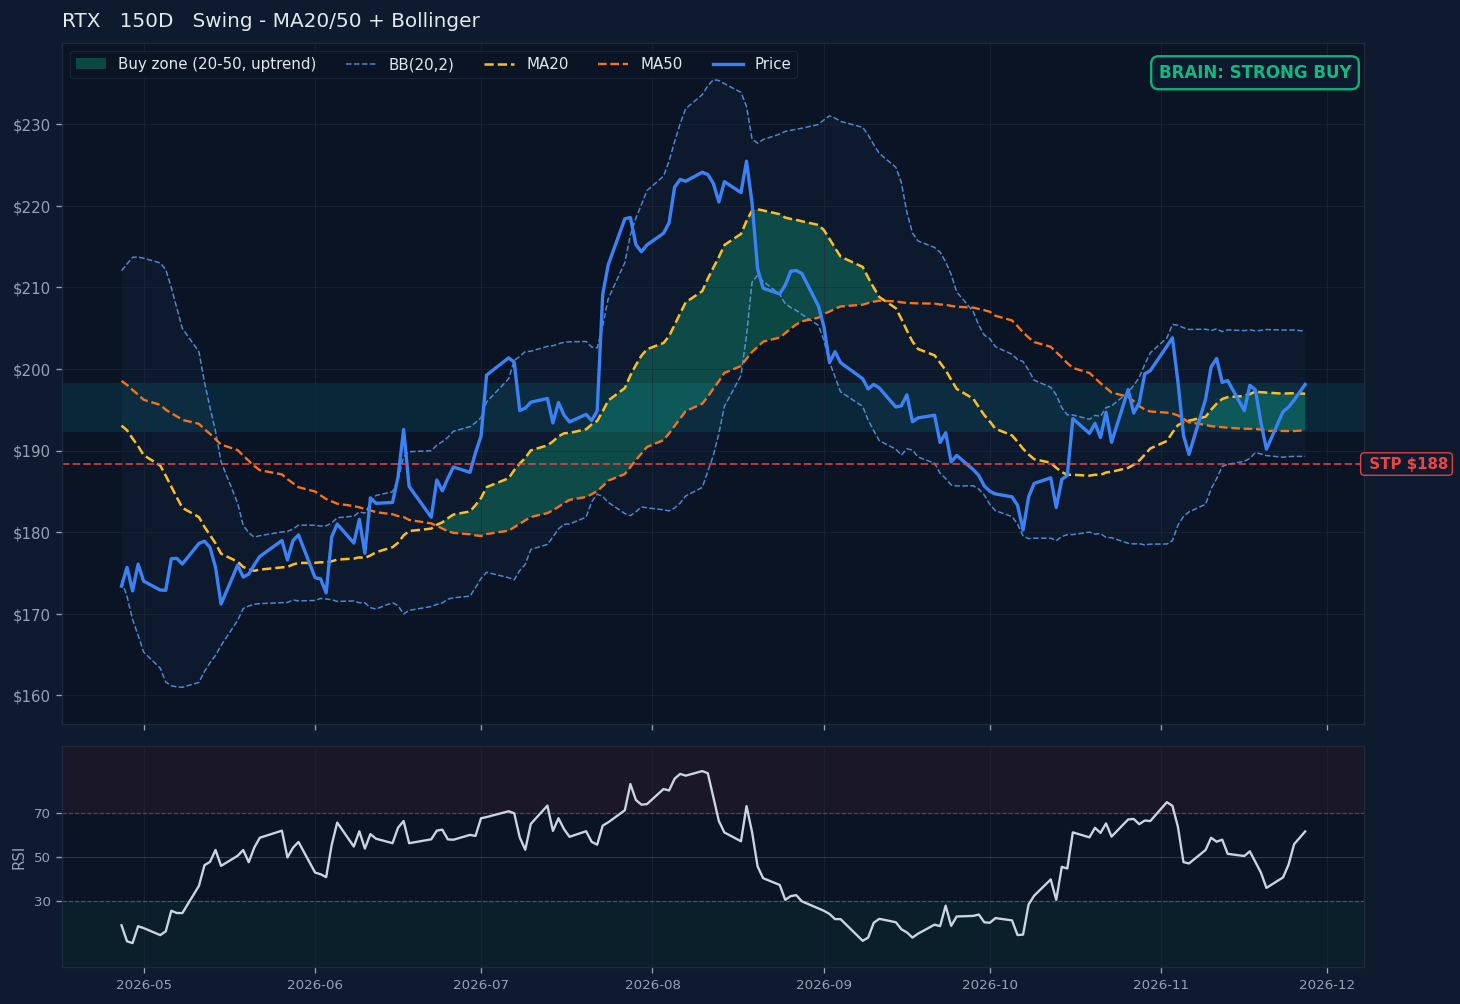 RTX   150D   Swing - MA20/50 + Bollinger
Buy zone (20-50, uptrend)   BB(20,2)   MA20   MA50   Price
BRAIN: STRONG BUY
$230
$220
$210
$200
$190
$180
$170
$160
STP $188
RSI
70
50
30
2026-05   2026-06   2026-07   2026-08   2026-09   2026-10   2026-11   2026-12